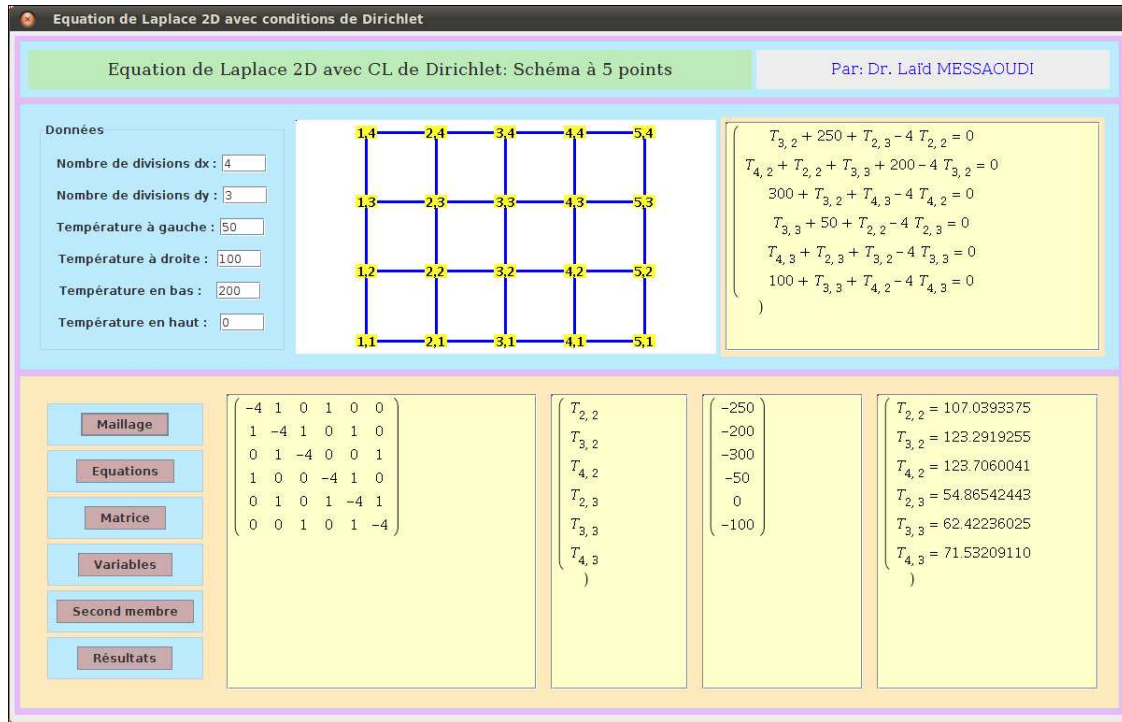 Equation de Laplace 2D avec conditions de Dirichlet
Equation de Laplace 2D avec CL de Dirichlet: Schéma à 5 points
Par: Dr. Laïd MESSAOUDI
Données
Nombre de divisions dx : 4
Nombre de divisions dy : 3
Température à gauche : 50
Température à droite : 100
Température en bas : 200
Température en haut : 0
1,4 2,4 3,4 4,4 5,4
1,3 2,3 3,3 4,3 5,3
1,2 2,2 3,2 4,2 5,2
1,1 2,1 3,1 4,1 5,1
( T3, 2 + 250 + T2, 3 − 4 T2, 2 = 0
T4, 2 + T2, 2 + T3, 3 + 200 − 4 T3, 2 = 0
300 + T3, 2 + T4, 3 − 4 T4, 2 = 0
T3, 3 + 50 + T2, 2 − 4 T2, 3 = 0
T4, 3 + T2, 3 + T3, 2 − 4 T3, 3 = 0
100 + T3, 3 + T4, 2 − 4 T4, 3 = 0
)
Maillage
Equations
Matrice
Variables
Second membre
Résultats
( −4 1 0 1 0 0 )
1 −4 1 0 1 0
0 1 −4 0 0 1
1 0 0 −4 1 0
0 1 0 1 −4 1
0 0 1 0 1 −4
( T2, 2
T3, 2
T4, 2
T2, 3
T3, 3
T4, 3
)
( −250 )
−200
−300
−50
0
−100
( T2, 2 = 107.0393375
T3, 2 = 123.2919255
T4, 2 = 123.7060041
T2, 3 = 54.86542443
T3, 3 = 62.42236025
T4, 3 = 71.53209110
)